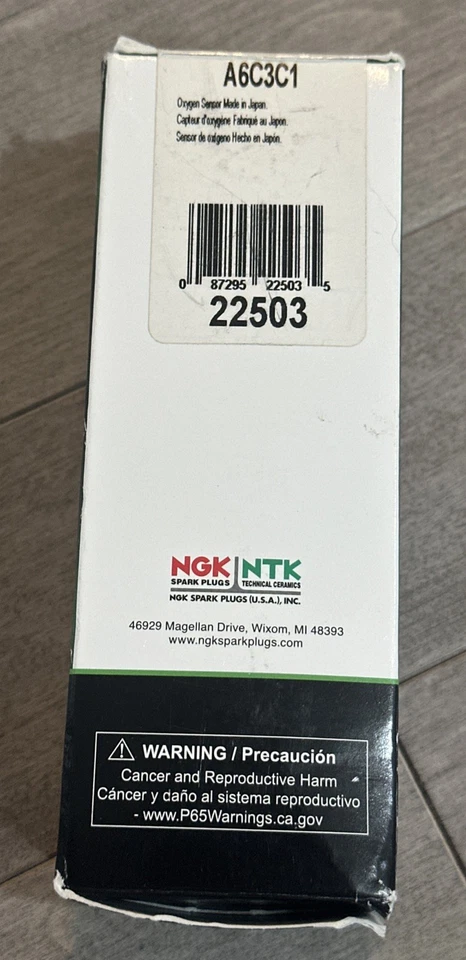 A6C3C1
Oxygen Sensor Made in Japan.
Capteur d'oxygène Fabriqué au Japon.
Sensor de oxígeno Hecho en Japón.
0 87295 22503 5
22503
NGK NTK
SPARK PLUGS TECHNICAL CERAMICS
NGK SPARK PLUGS (U.S.A.), INC.
46929 Magellan Drive, Wixom, MI 48393
www.ngksparkplugs.com
⚠ WARNING / Precaución
Cancer and Reproductive Harm
Cáncer y daño al sistema reproductivo
- www.P65Warnings.ca.gov